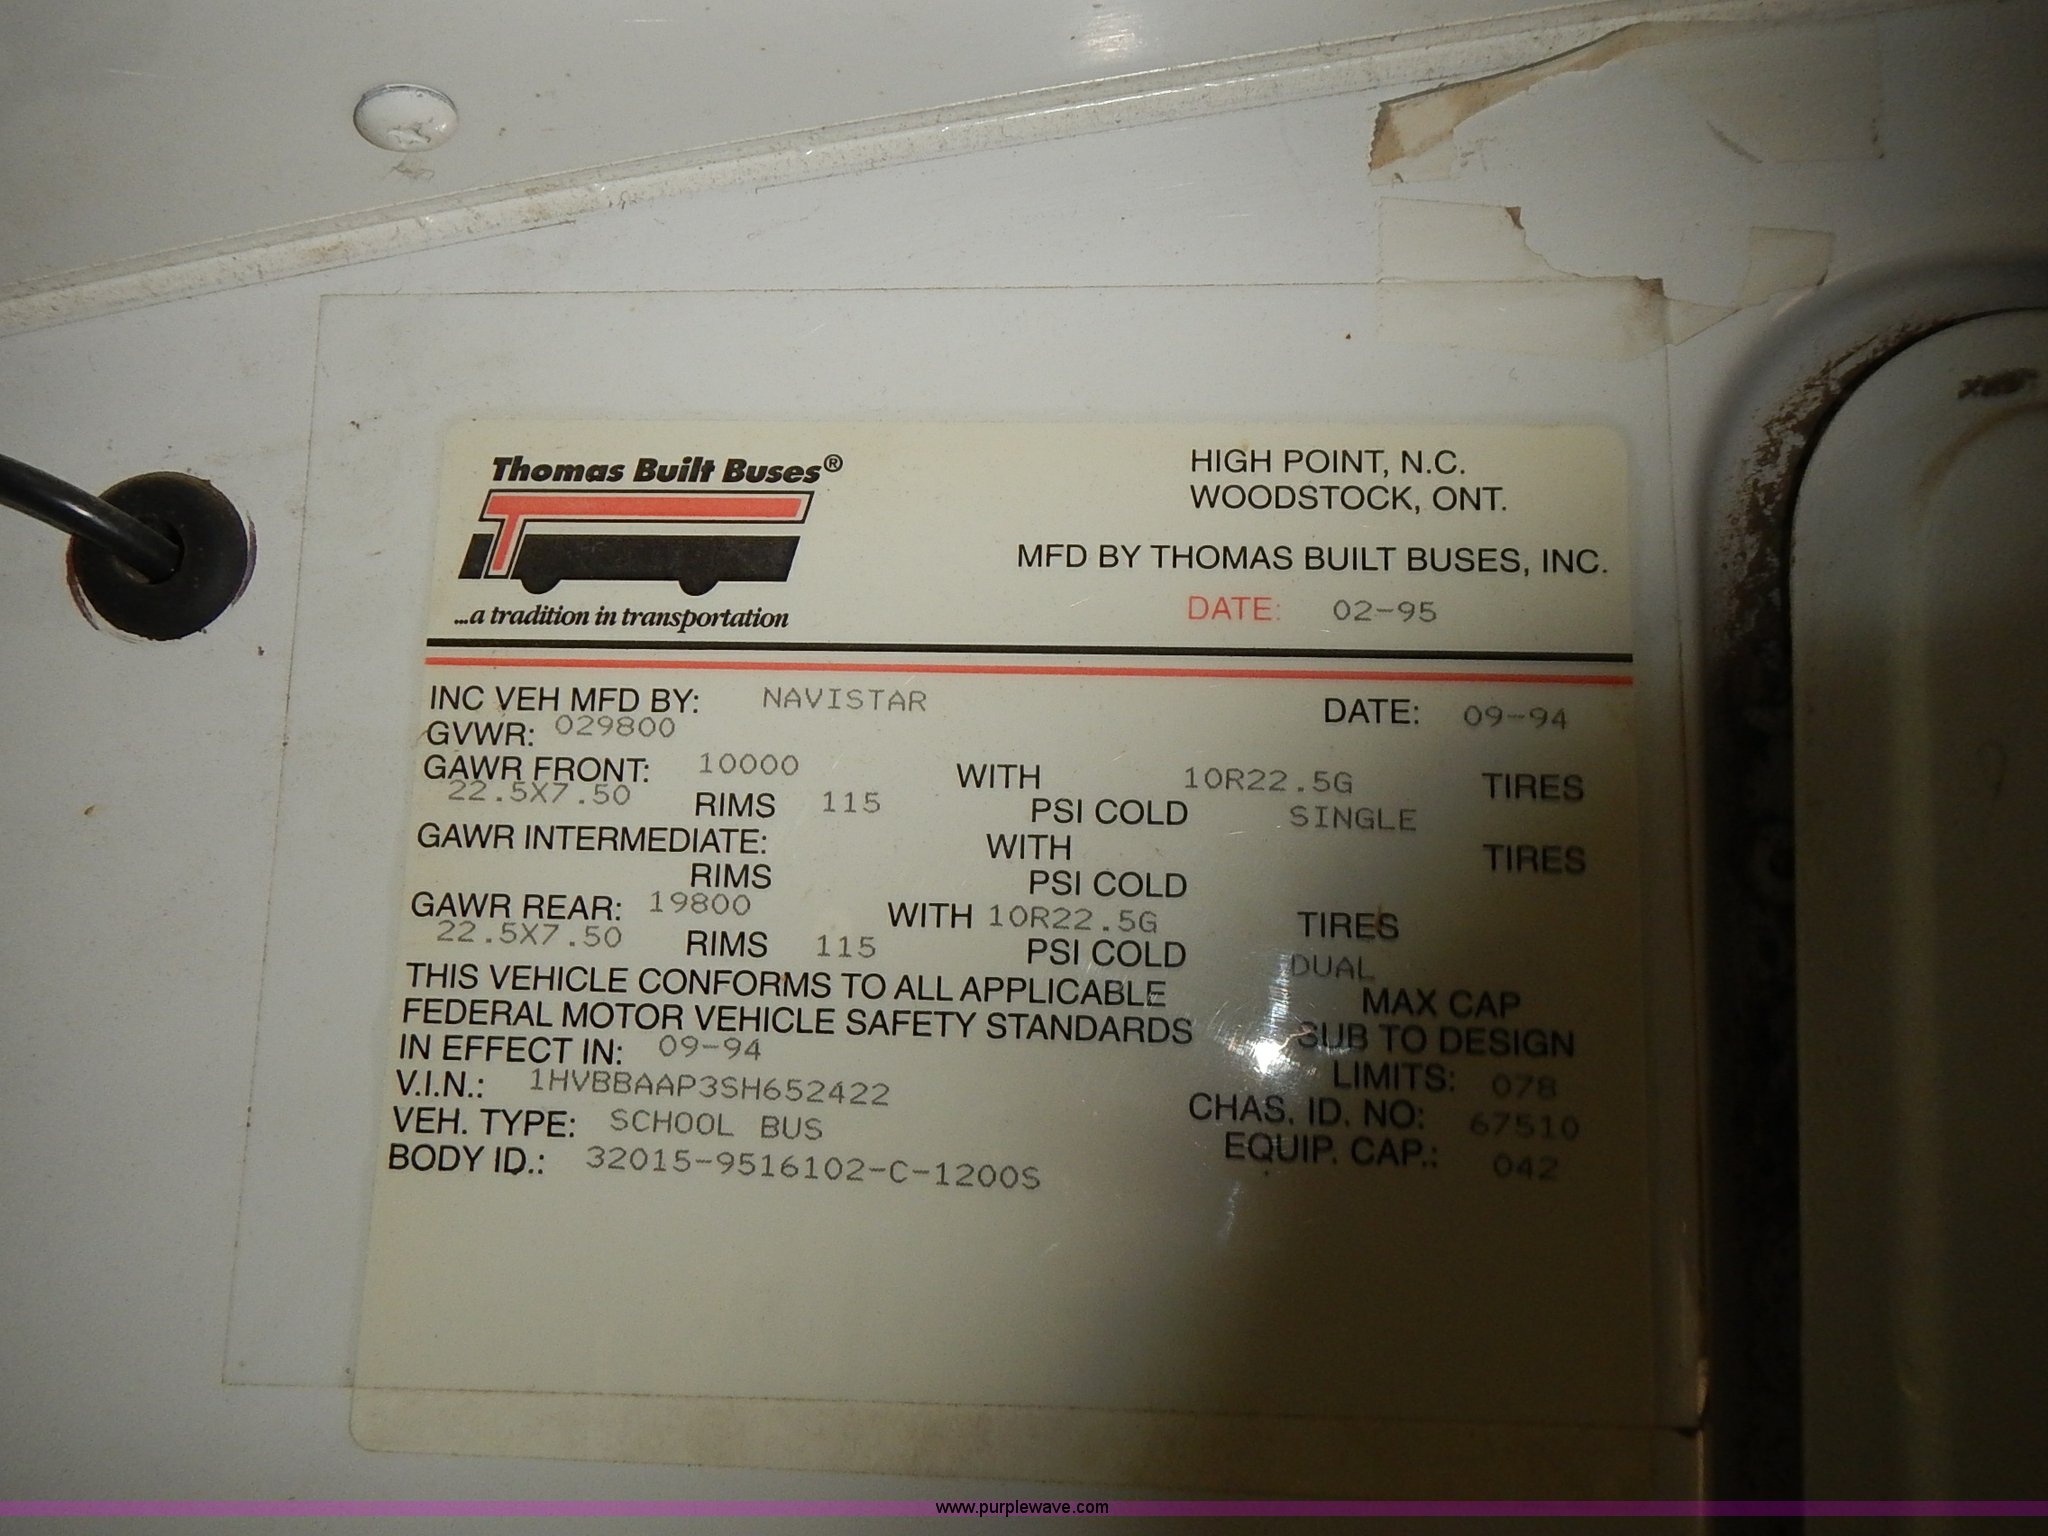 Thomas Built Buses®
...a tradition in transportation
HIGH POINT, N.C.
WOODSTOCK, ONT.
MFD BY THOMAS BUILT BUSES, INC.
DATE: 02-95
INC VEH MFD BY: NAVISTAR DATE: 09-94
GVWR: 029800
GAWR FRONT: 10000 WITH 10R22.5G TIRES
22.5X7.50 RIMS 115 PSI COLD SINGLE
GAWR INTERMEDIATE: WITH TIRES
RIMS PSI COLD
GAWR REAR: 19800 WITH 10R22.5G TIRES
22.5X7.50 RIMS 115 PSI COLD DUAL
THIS VEHICLE CONFORMS TO ALL APPLICABLE
FEDERAL MOTOR VEHICLE SAFETY STANDARDS
IN EFFECT IN: 09-94
MAX CAP
SUB TO DESIGN
LIMITS: 078
V.I.N.: 1HVBBAAP3SH652422
CHAS. ID. NO: 67510
VEH. TYPE: SCHOOL BUS
EQUIP. CAP.: 042
BODY ID.: 32015-9516102-C-1200S
www.purplewave.com